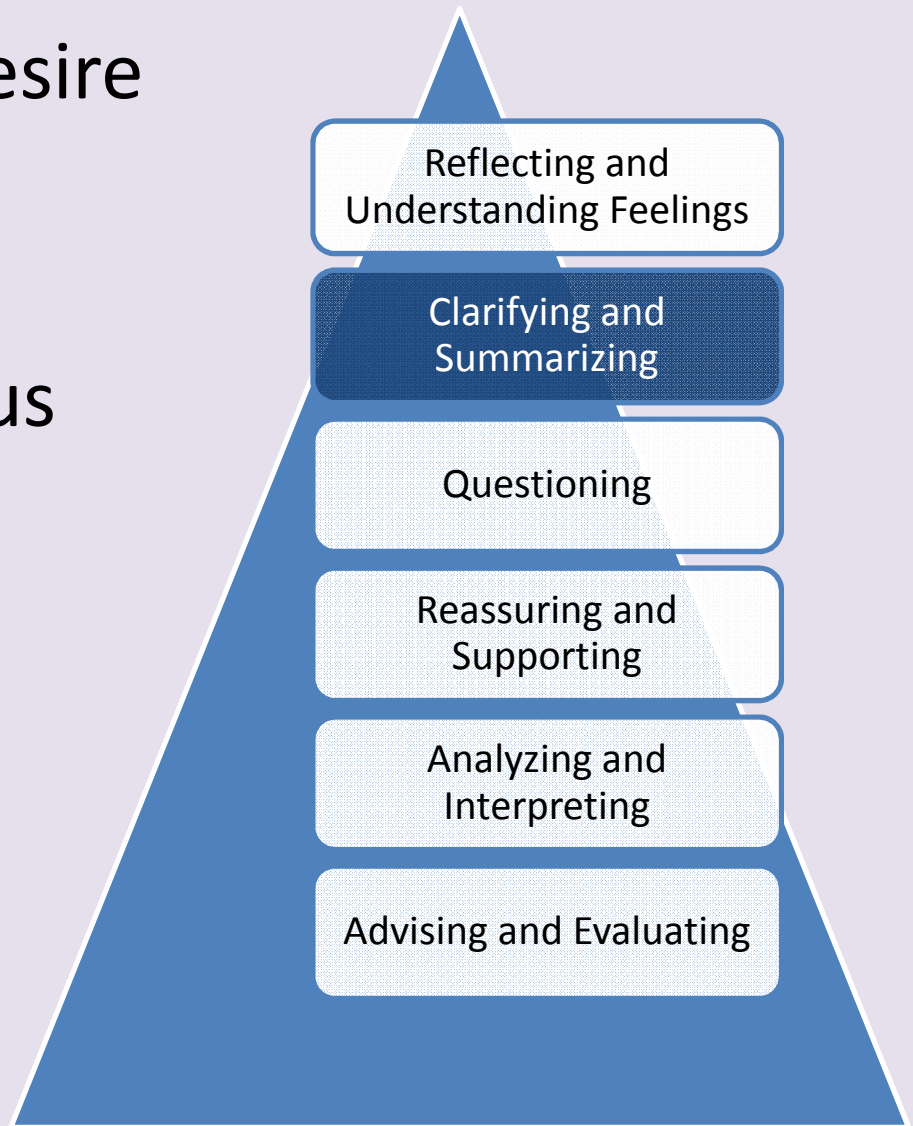 esire
us
Reflecting and
Understanding Feelings
Clarifying and
Summarizing
Questioning
Reassuring and
Supporting
Analyzing and
Interpreting
Advising and Evaluating